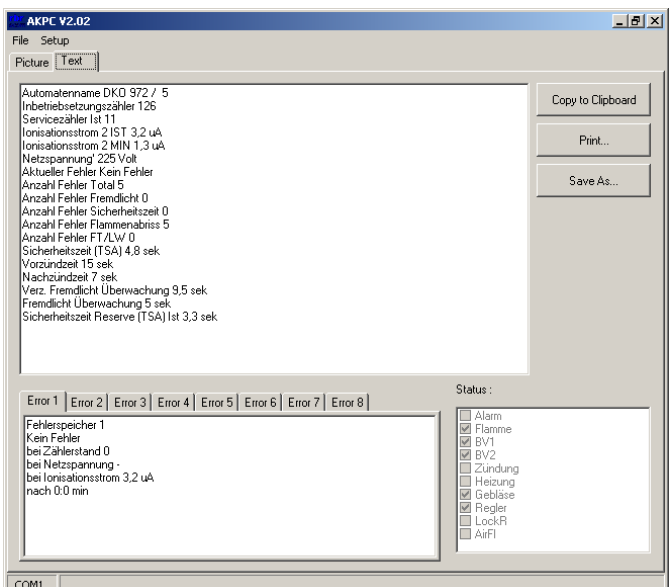 AKPC V2.02
File Setup
Picture Text
Automatenname DKO 972 / 5
Inbetriebsetzungszähler 126
Servicezähler Ist 11
Ionisationsstrom 2 IST 3,2 uA
Ionisationsstrom 2 MIN 1,3 uA
Netzspannung' 225 Volt
Aktueller Fehler Kein Fehler
Anzahl Fehler Total 5
Anzahl Fehler Fremdlicht 0
Anzahl Fehler Sicherheitszeit 0
Anzahl Fehler Flammenabriss 5
Anzahl Fehler FT/LW 0
Sicherheitszeit (TSA) 4,8 sek
Vorzündzeit 15 sek
Nachzündzeit 7 sek
Verz. Fremdlicht Überwachung 9,5 sek
Fremdlicht Überwachung 5 sek
Sicherheitszeit Reserve (TSA) Ist 3,3 sek
Copy to Clipboard
Print...
Save As...
Error 1 Error 2 Error 3 Error 4 Error 5 Error 6 Error 7 Error 8
Fehlerspeicher 1
Kein Fehler
bei Zählerstand 0
bei Netzspannung -
bei Ionisationsstrom 3,2 uA
nach 0:0 min
Status :
Alarm
Flamme
BV1
BV2
Zündung
Heizung
Gebläse
Regler
LockR
AirFl
COM1